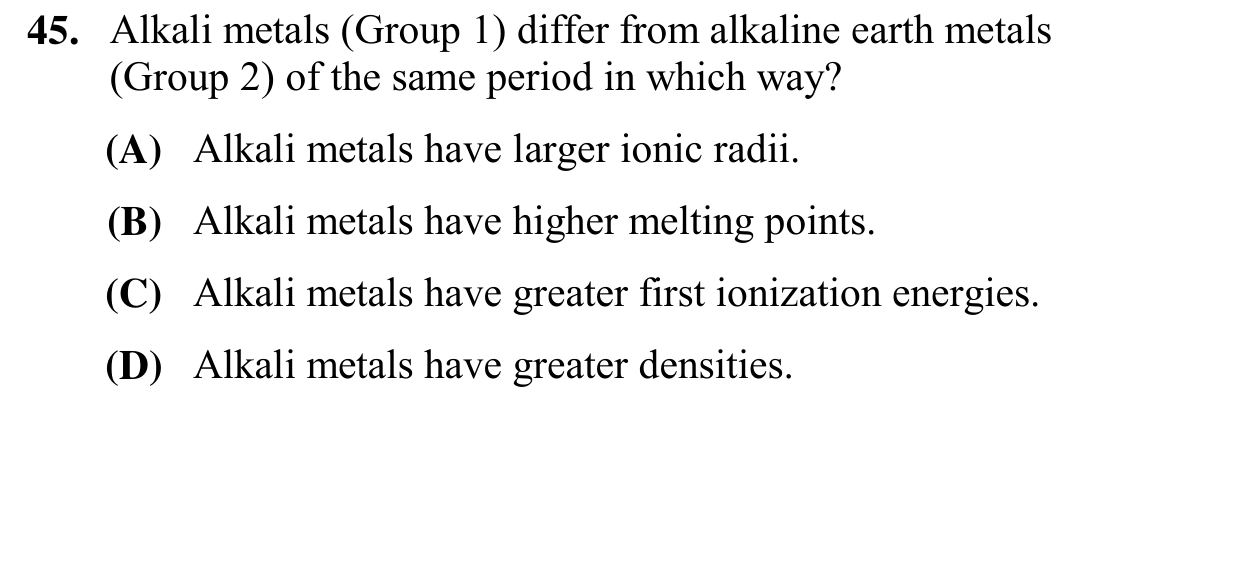 45. Alkali metals (Group 1) differ from alkaline earth metals
(Group 2) of the same period in which way?
(A) Alkali metals have larger ionic radii.
(B) Alkali metals have higher melting points.
(C) Alkali metals have greater first ionization energies.
(D) Alkali metals have greater densities.